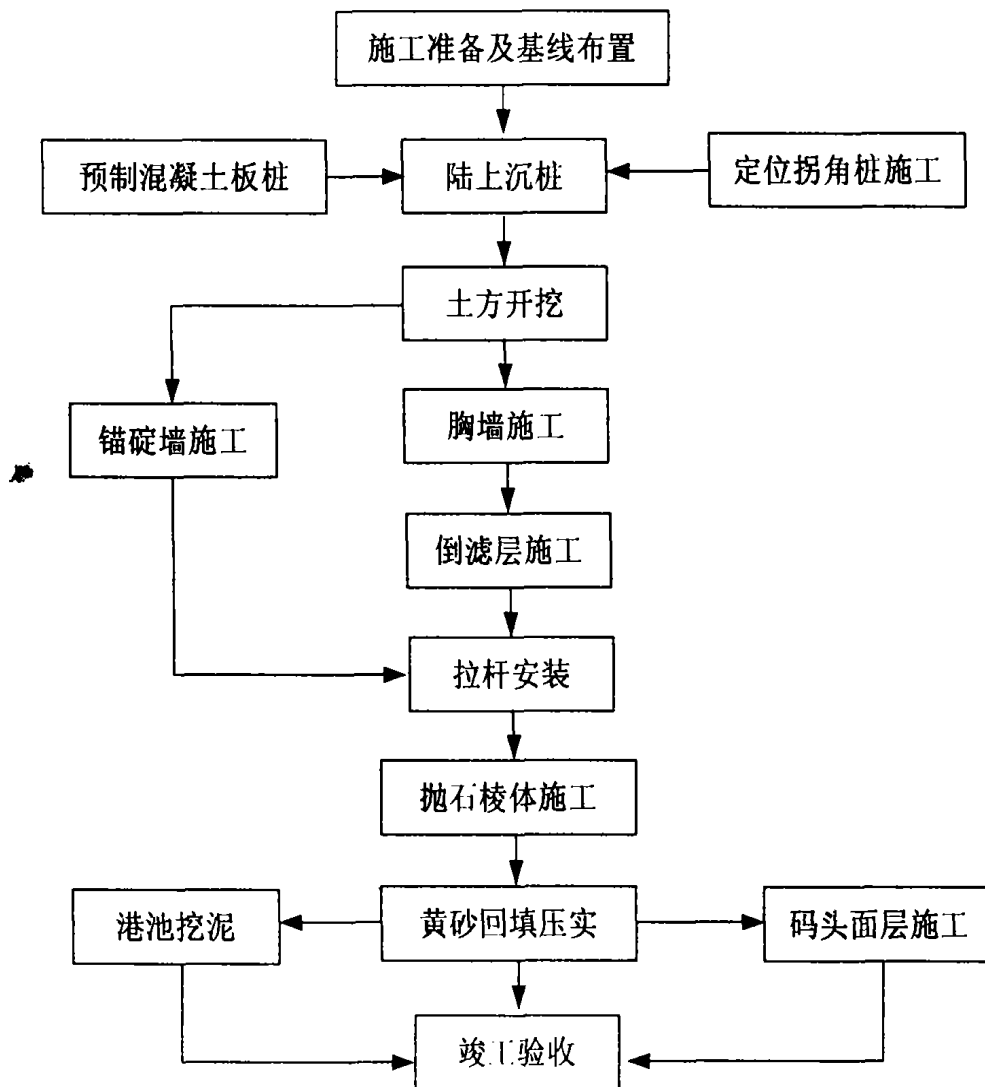 施工准备及基线布置
预制混凝土板桩
陆上沉桩
定位拐角桩施工
土方开挖
锚碇墙施工
胸墙施工
倒滤层施工
拉杆安装
抛石棱体施工
港池挖泥
黄砂回填压实
码头面层施工
竣工验收